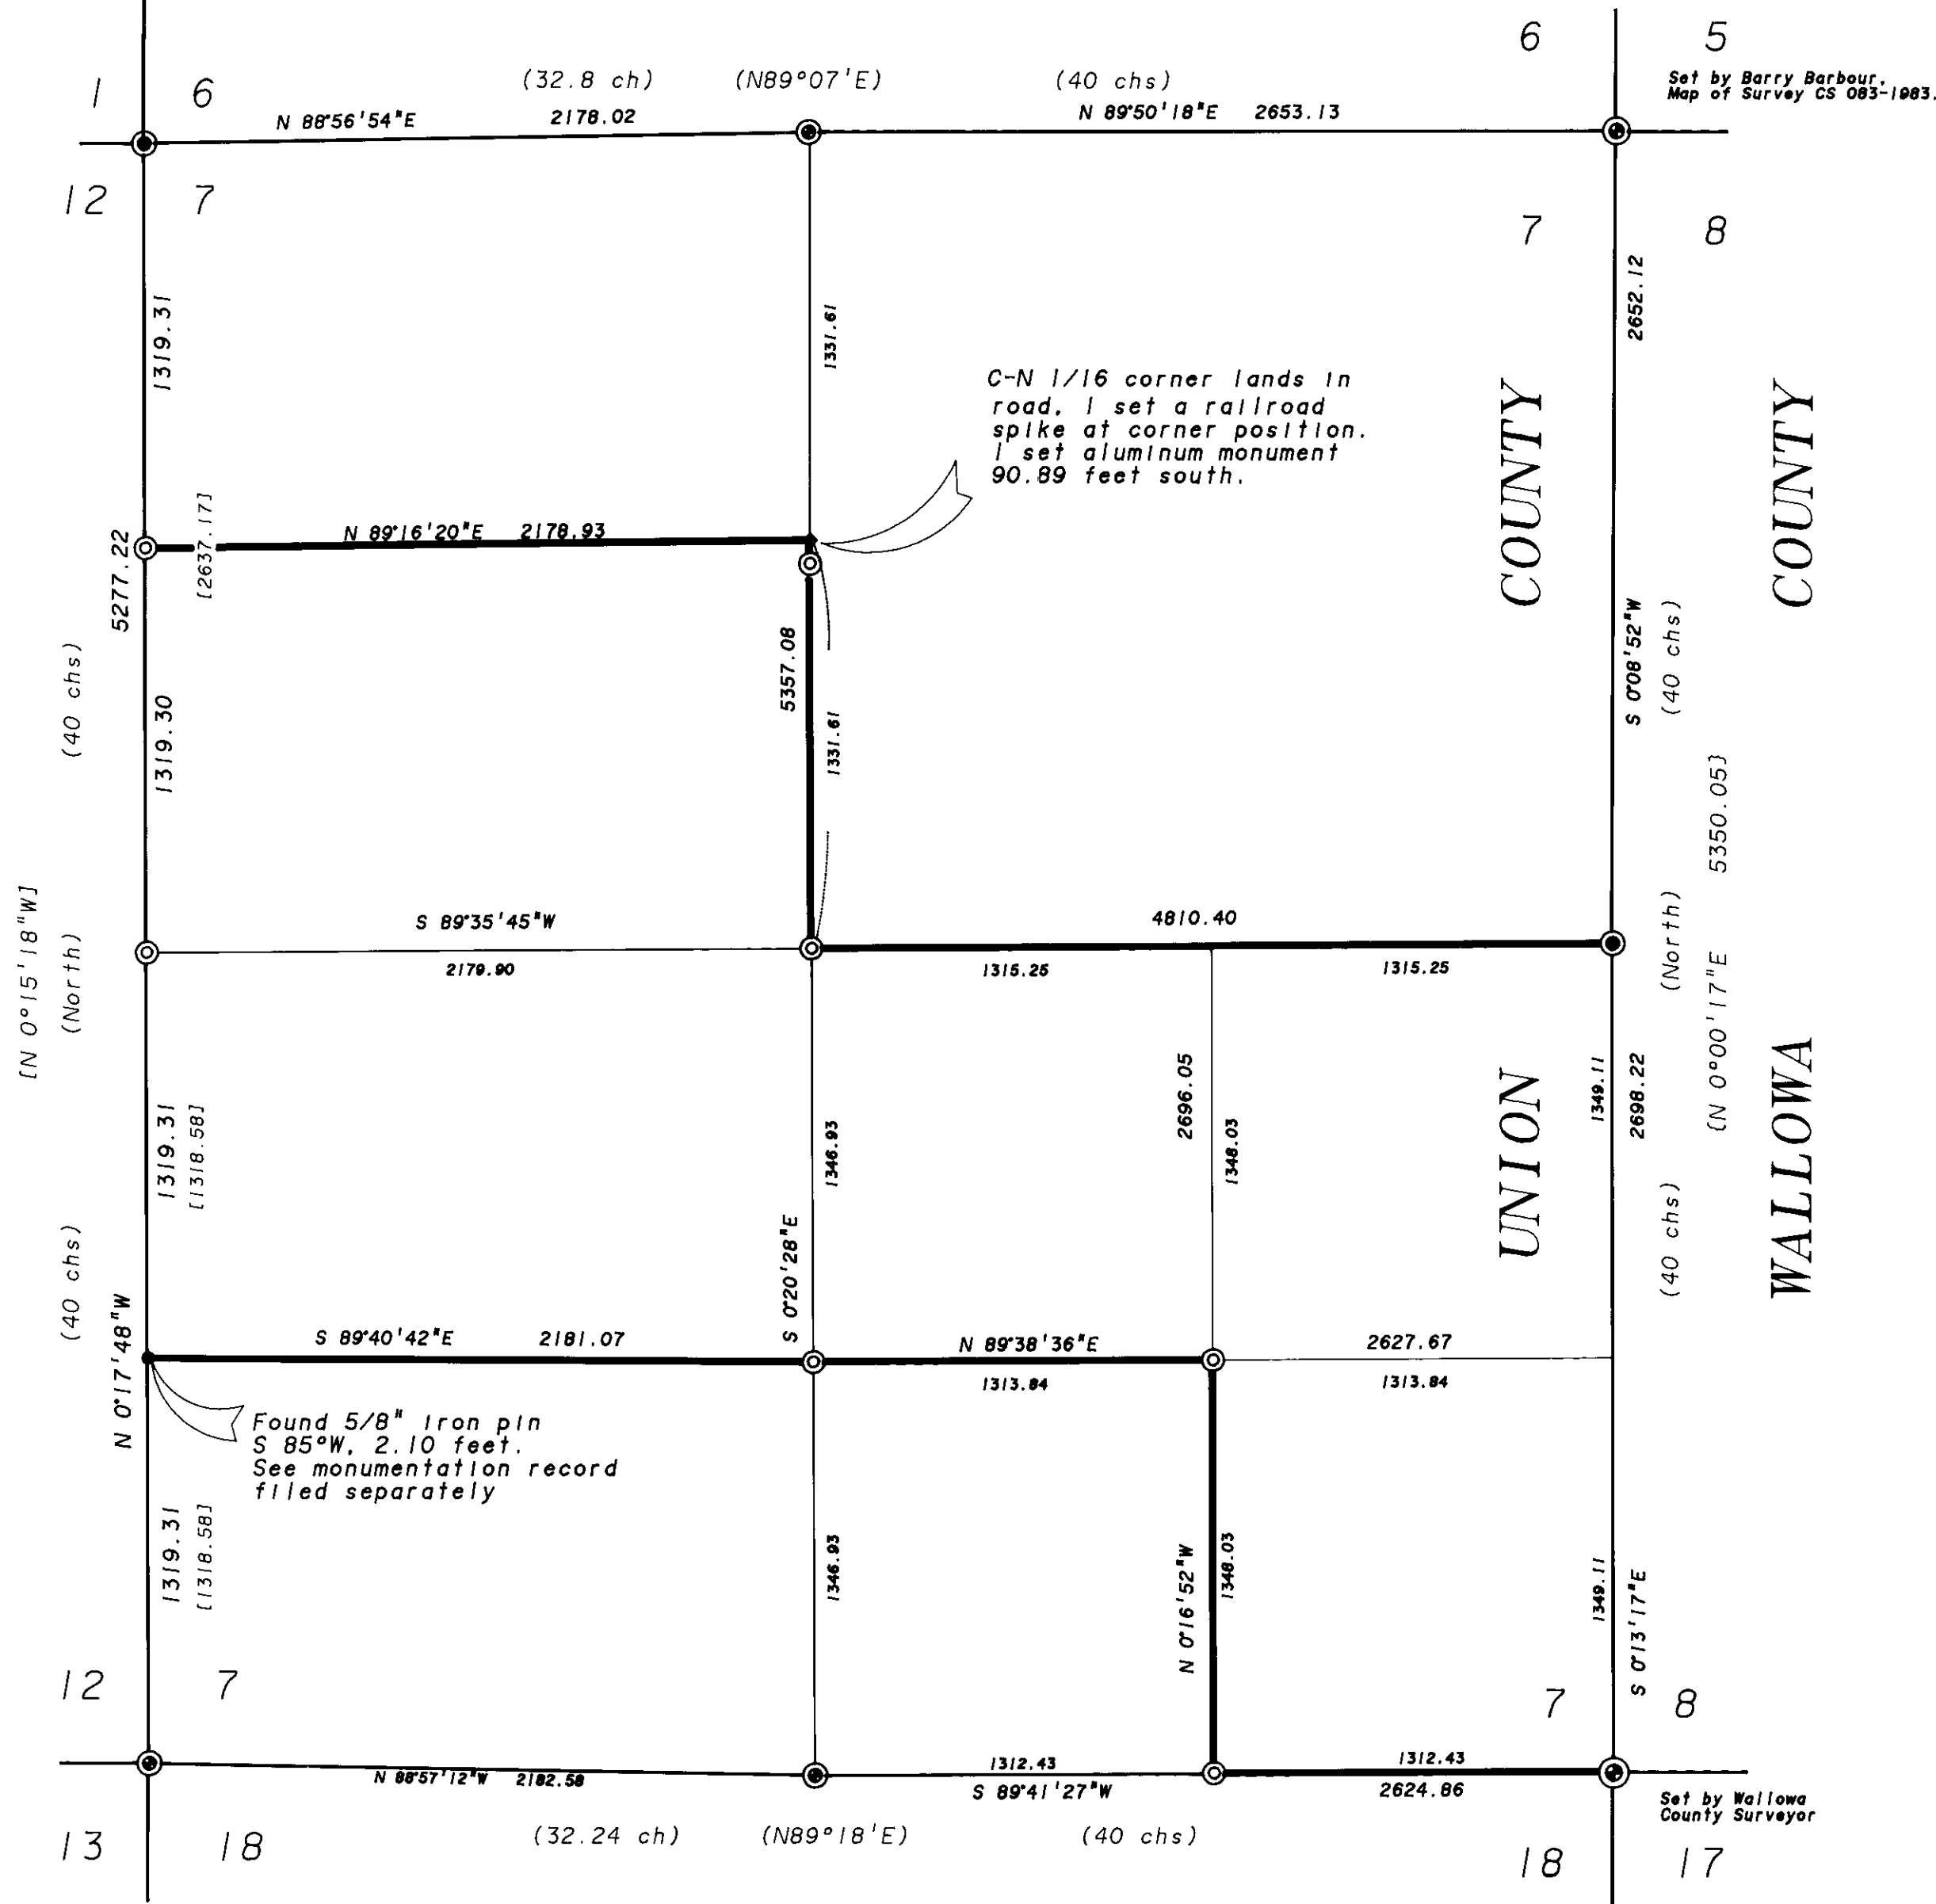 6
5
1
6
(32.8 ch)
(N89°07'E)
(40 chs)
Set by Barry Barbour.
Map of Survey CS 083-1983.
N 88°56'54"E
2178.02
N 89°50'18"E
2653.13
12
7
7
8
1319.31
1331.61
2652.12
C-N 1/16 corner lands in
road. I set a railroad
spike at corner position.
I set aluminum monument
90.89 feet south.
COUNTY
COUNTY
N 89°16'20"E
2178.93
[2637.17]
5277.22
(40 chs)
1319.30
5357.08
1331.61
S 0°08'52"W
(40 chs)
{N 0°00'17"E 5350.05}
[N 0°15'18"W]
(North)
S 89°35'45"W
2179.90
4810.40
1315.25
1315.25
(North)
1319.31
[1318.58]
1346.93
2696.05
1348.03
UNION
1349.11
2698.22
WALLOWA
(40 chs)
N 0°17'48"W
S 0°20'28"E
(40 chs)
S 89°40'42"E
2181.07
N 89°38'36"E
1313.84
2627.67
1313.84
Found 5/8" iron pin
S 85°W, 2.10 feet.
See monumentation record
filed separately
1319.31
[1318.58]
1346.93
N 0°16'52"W
1348.03
1349.11
S 0°13'17"E
12
7
7
8
N 88°57'12"W
2182.58
1312.43
S 89°41'27"W
1312.43
2624.86
Set by Wallowa
County Surveyor
13
18
(32.24 ch)
(N89°18'E)
(40 chs)
18
17